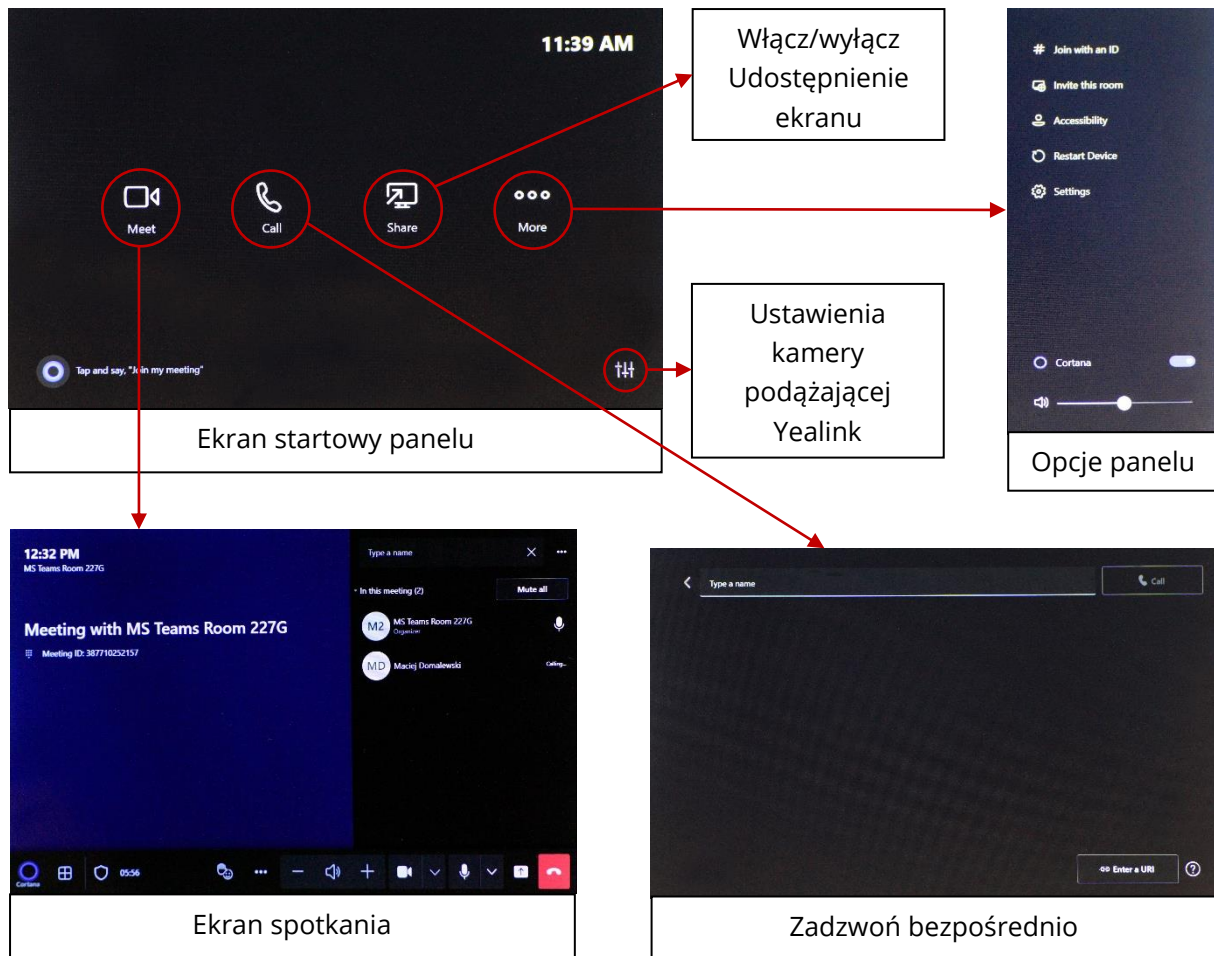 11:39 AM
Meet
Call
Share
More
Tap and say, "Join my meeting"
Ekran startowy panelu
Włącz/wyłącz
Udostępnienie
ekranu
Ustawienia
kamery
podążającej
Yealink
# Join with an ID
Invite this room
Accessibility
Restart Device
Settings
Cortana
Opcje panelu
12:32 PM
MS Teams Room 227G
Meeting with MS Teams Room 227G
Meeting ID: 387710252157
Type a name
In this meeting (2)
Mute all
M2
MS Teams Room 227G
Organizer
MD
Maciej Domalewski
Calling...
Cortana
05:56
Ekran spotkania
Type a name
Call
Enter a URI
Zadzwoń bezpośrednio